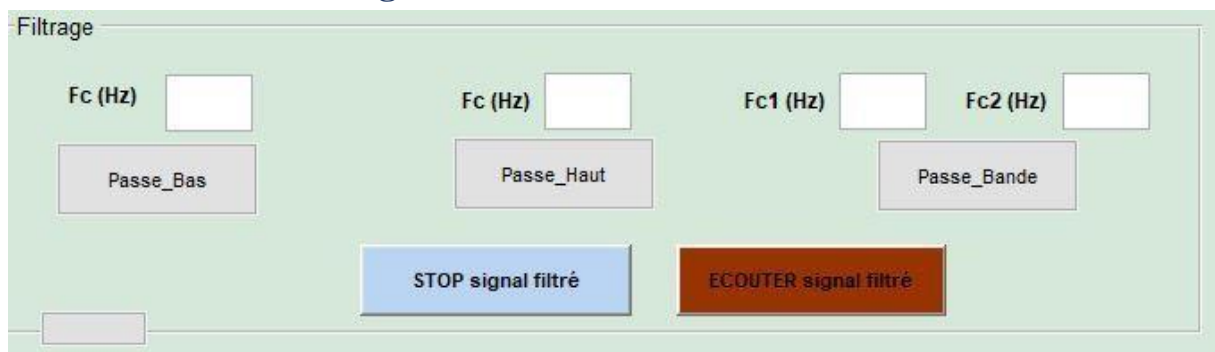 Filtrage
Fc (Hz) Fc (Hz) Fc1 (Hz) Fc2 (Hz)
Passe_Bas Passe_Haut Passe_Bande
STOP signal filtré ECOUTER signal filtré